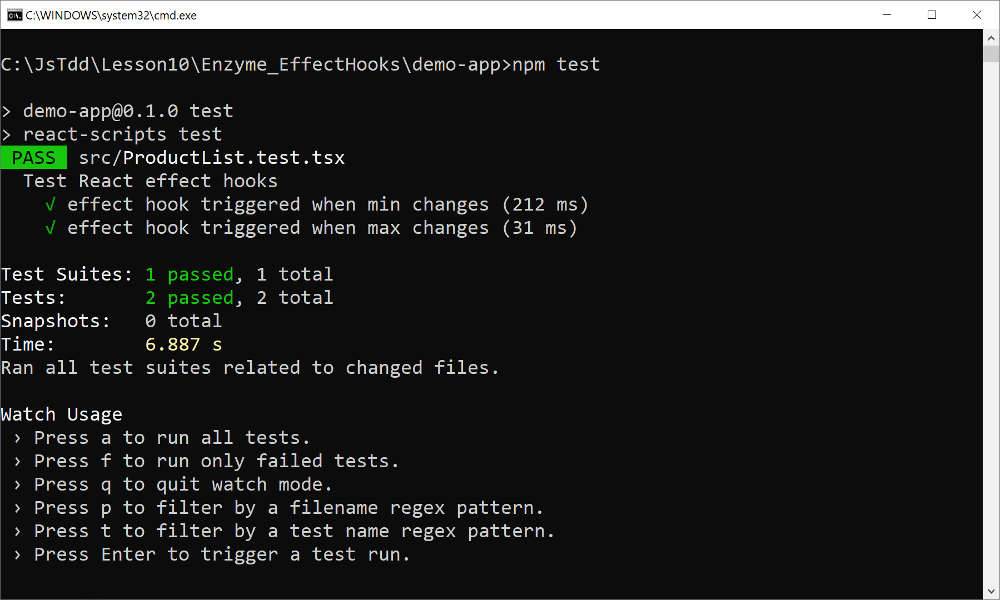 C:\WINDOWS\system32\cmd.exe
C:\JsTdd\Lesson10\Enzyme_EffectHooks\demo-app>npm test
> demo-app@0.1.0 test
> react-scripts test
PASS src/ProductList.test.tsx
Test React effect hooks
√ effect hook triggered when min changes (212 ms)
√ effect hook triggered when max changes (31 ms)
Test Suites: 1 passed, 1 total
Tests: 2 passed, 2 total
Snapshots: 0 total
Time: 6.887 s
Ran all test suites related to changed files.
Watch Usage
› Press a to run all tests.
› Press f to run only failed tests.
› Press q to quit watch mode.
› Press p to filter by a filename regex pattern.
› Press t to filter by a test name regex pattern.
› Press Enter to trigger a test run.